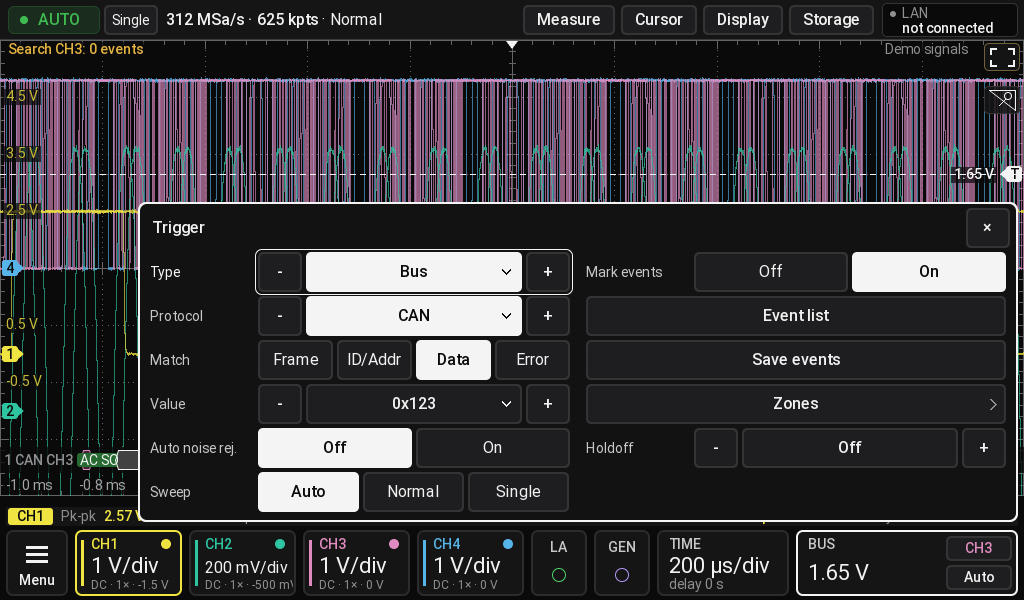 AUTO Single 312 MSa/s · 625 kpts · Normal Measure Cursor Display Storage LAN
not connected
Search CH3: 0 events Demo signals
4.5 V
3.5 V
1.65 V T
2.5 V
Trigger ×
Type - Bus + Mark events Off On
4
Protocol - CAN + Event list
0.5 V
1
Match Frame ID/Addr Data Error Save events
-0.5 V
Value - 0x123 + Zones
2
Auto noise rej. Off On Holdoff - Off +
1 CAN CH3 AC SO
-1.0 ms -0.8 ms
Sweep Auto Normal Single
CH1 Pk-pk 2.57 V
Menu
CH1
1 V/div
DC · 1× · -1.5 V
CH2
200 mV/div
DC · 1× · -500 mV
CH3
1 V/div
DC · 1× · 0 V
CH4
1 V/div
DC · 1× · 0 V
LA
GEN
TIME
200 µs/div
delay 0 s
BUS
1.65 V
CH3
Auto